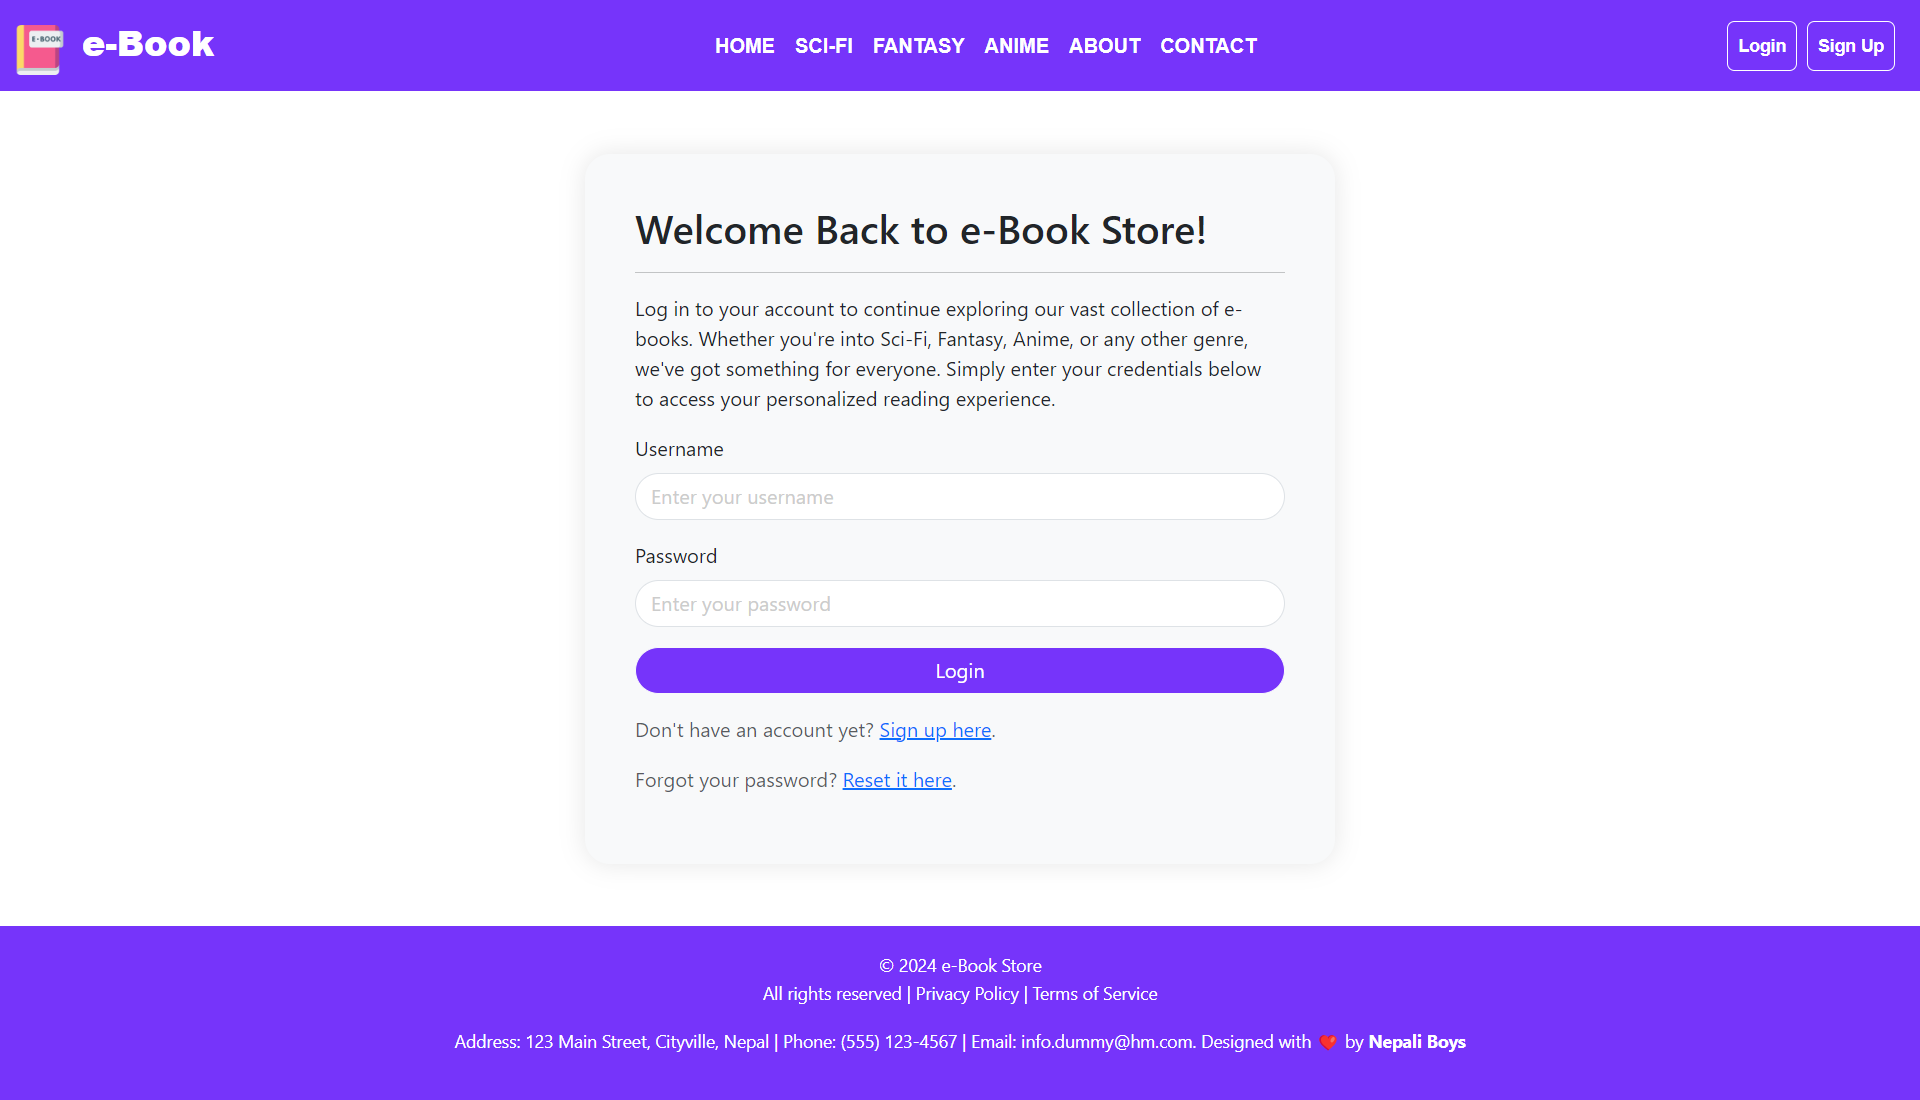 E-BOOK
e-Book
HOME SCI-FI FANTASY ANIME ABOUT CONTACT
Login Sign Up
Welcome Back to e-Book Store!
Log in to your account to continue exploring our vast collection of e-
books. Whether you're into Sci-Fi, Fantasy, Anime, or any other genre,
we've got something for everyone. Simply enter your credentials below
to access your personalized reading experience.
Username
Enter your username
Password
Enter your password
Login
Don't have an account yet? Sign up here.
Forgot your password? Reset it here.
© 2024 e-Book Store
All rights reserved | Privacy Policy | Terms of Service
Address: 123 Main Street, Cityville, Nepal | Phone: (555) 123-4567 | Email: info.dummy@hm.com. Designed with ❤️ by Nepali Boys